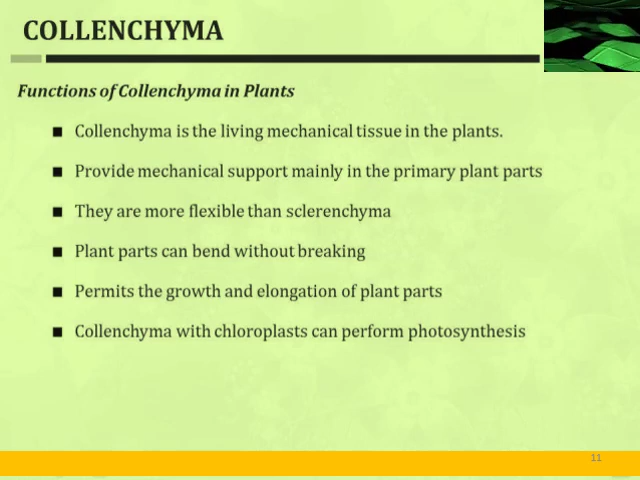 COLLENCHYMA
Functions of Collenchyma in Plants
■ Collenchyma is the living mechanical tissue in the plants.
■ Provide mechanical support mainly in the primary plant parts
■ They are more flexible than sclerenchyma
■ Plant parts can bend without breaking
■ Permits the growth and elongation of plant parts
■ Collenchyma with chloroplasts can perform photosynthesis
11